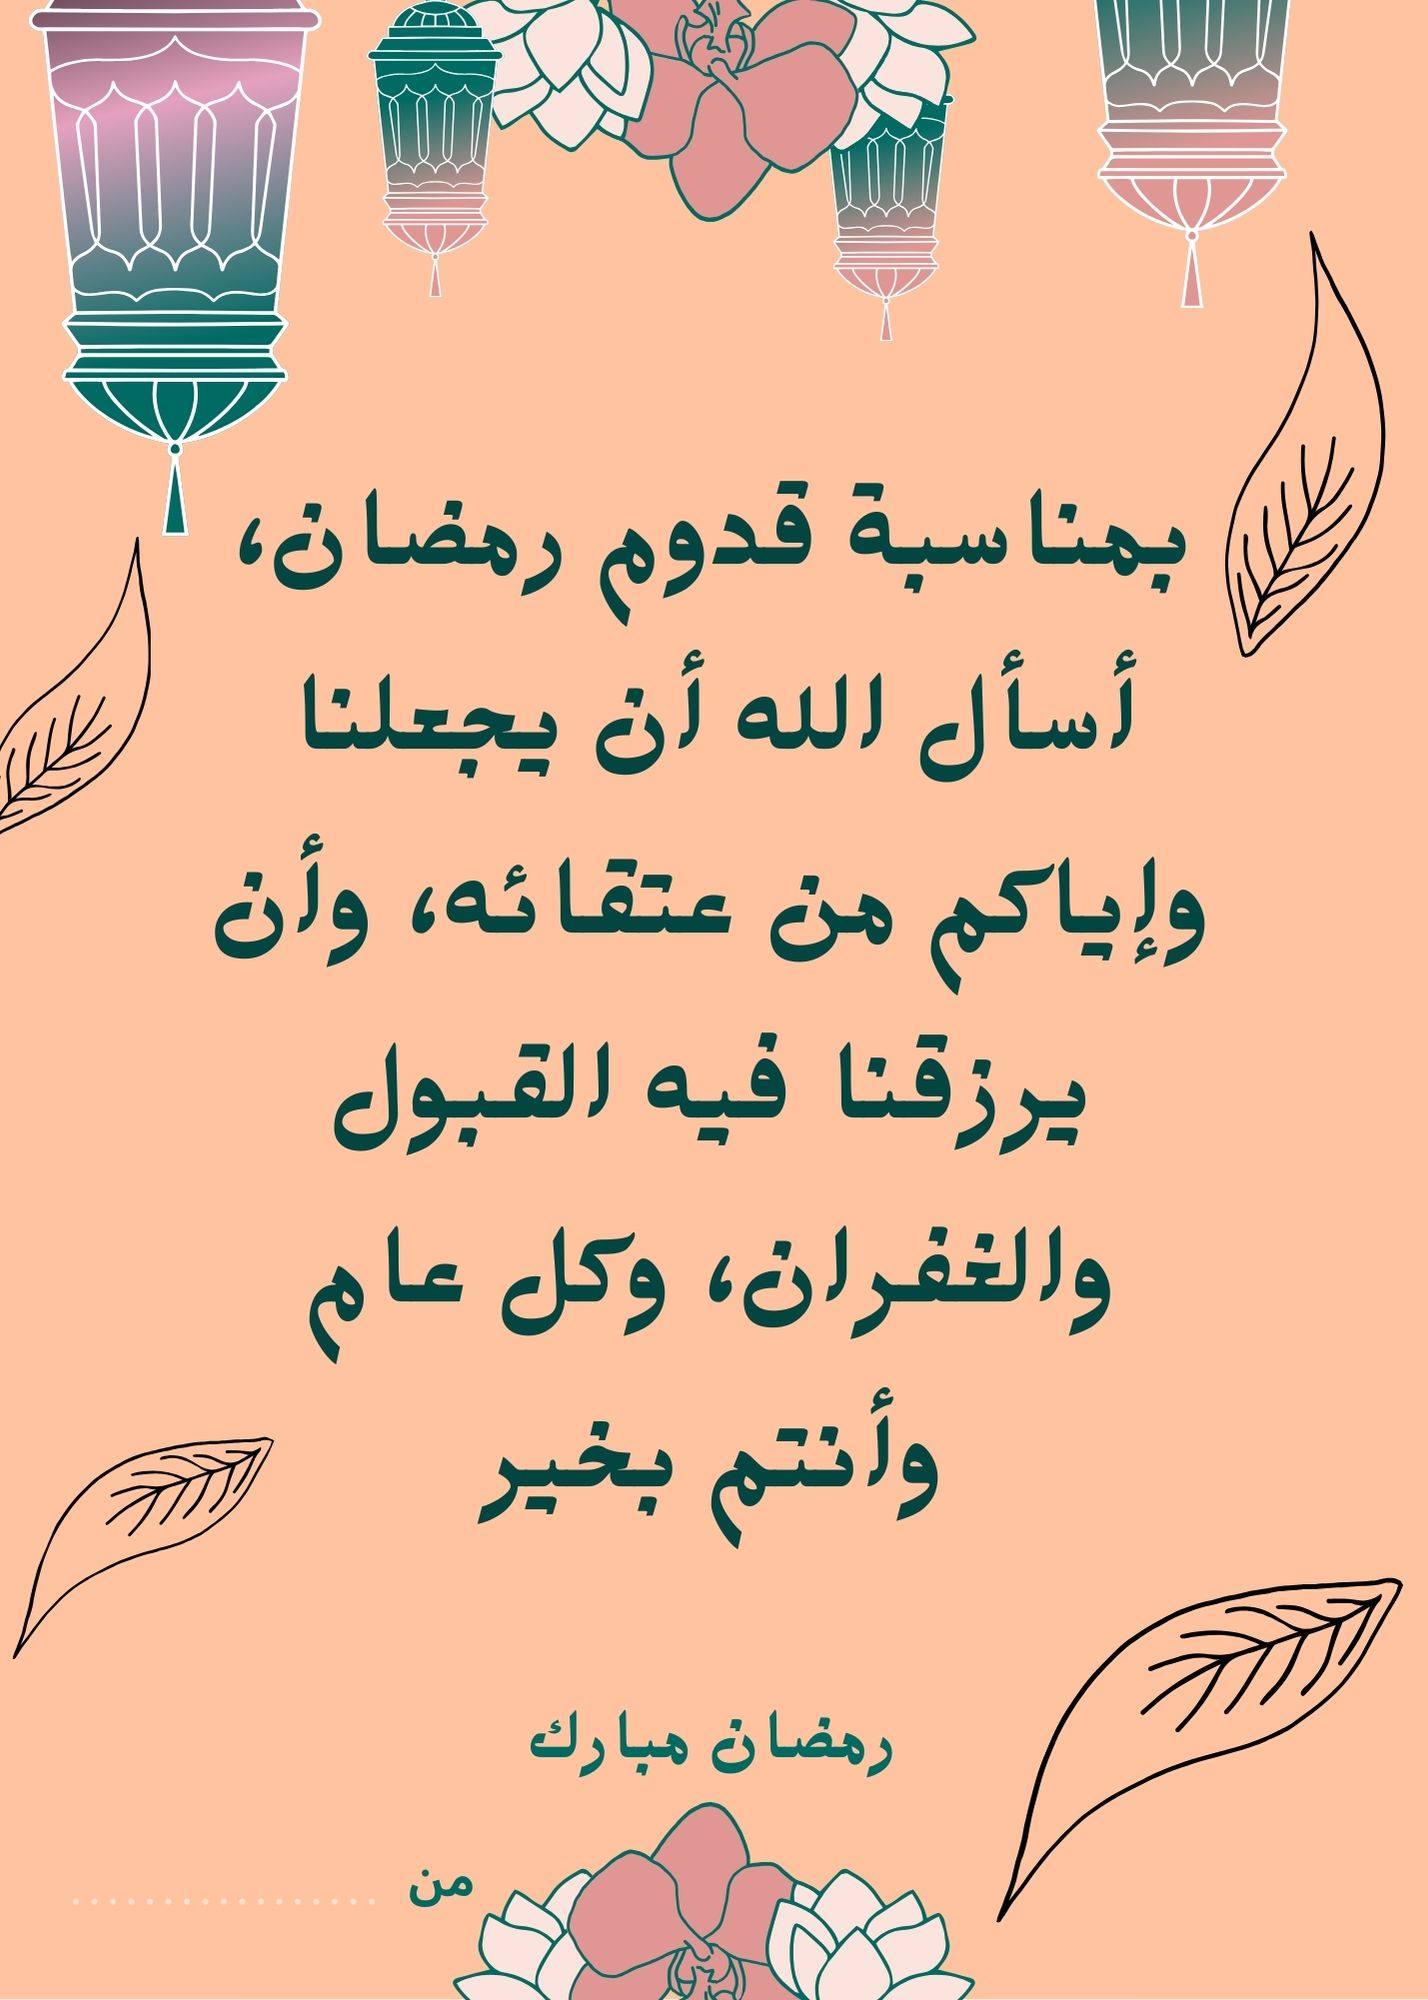 بمناسبة قدوم رمضان،
أسأل الله أن يجعلنا
وإياكم من عتقائه، وأن
يرزقنا فيه القبول
والغفران، وكل عام
وأنتم بخير
رمضان مبارك
من ................